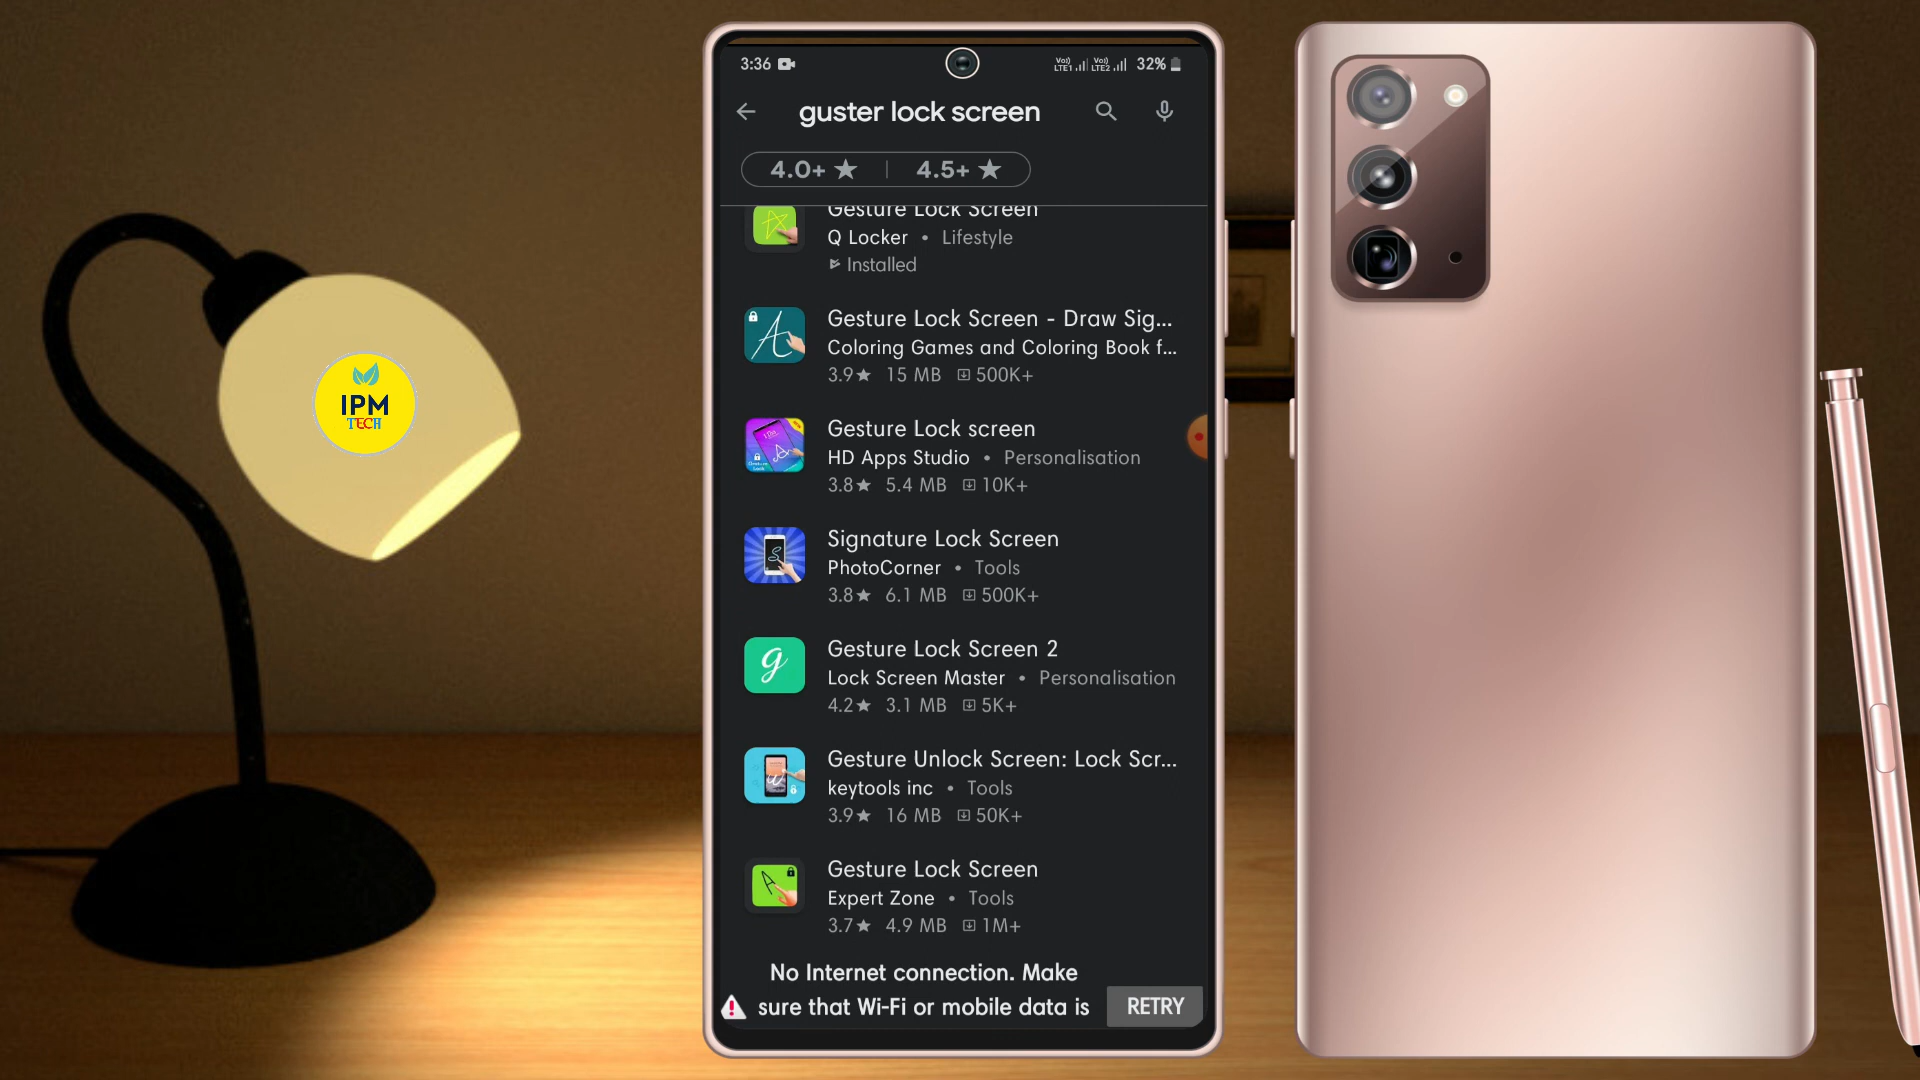 IPM
TECH
3:36
Vo)) LTE1 Vo)) LTE2 32%
guster lock screen
4.0+ ★ | 4.5+ ★
Gesture Lock Screen
Q Locker • Lifestyle
Installed
Gesture Lock Screen - Draw Sig...
Coloring Games and Coloring Book f...
3.9★ 15 MB 500K+
Gesture Lock screen
HD Apps Studio • Personalisation
3.8★ 5.4 MB 10K+
Signature Lock Screen
PhotoCorner • Tools
3.8★ 6.1 MB 500K+
Gesture Lock Screen 2
Lock Screen Master • Personalisation
4.2★ 3.1 MB 5K+
Gesture Unlock Screen: Lock Scr...
keytools inc • Tools
3.9★ 16 MB 50K+
Gesture Lock Screen
Expert Zone • Tools
3.7★ 4.9 MB 1M+
No Internet connection. Make
sure that Wi-Fi or mobile data is
RETRY